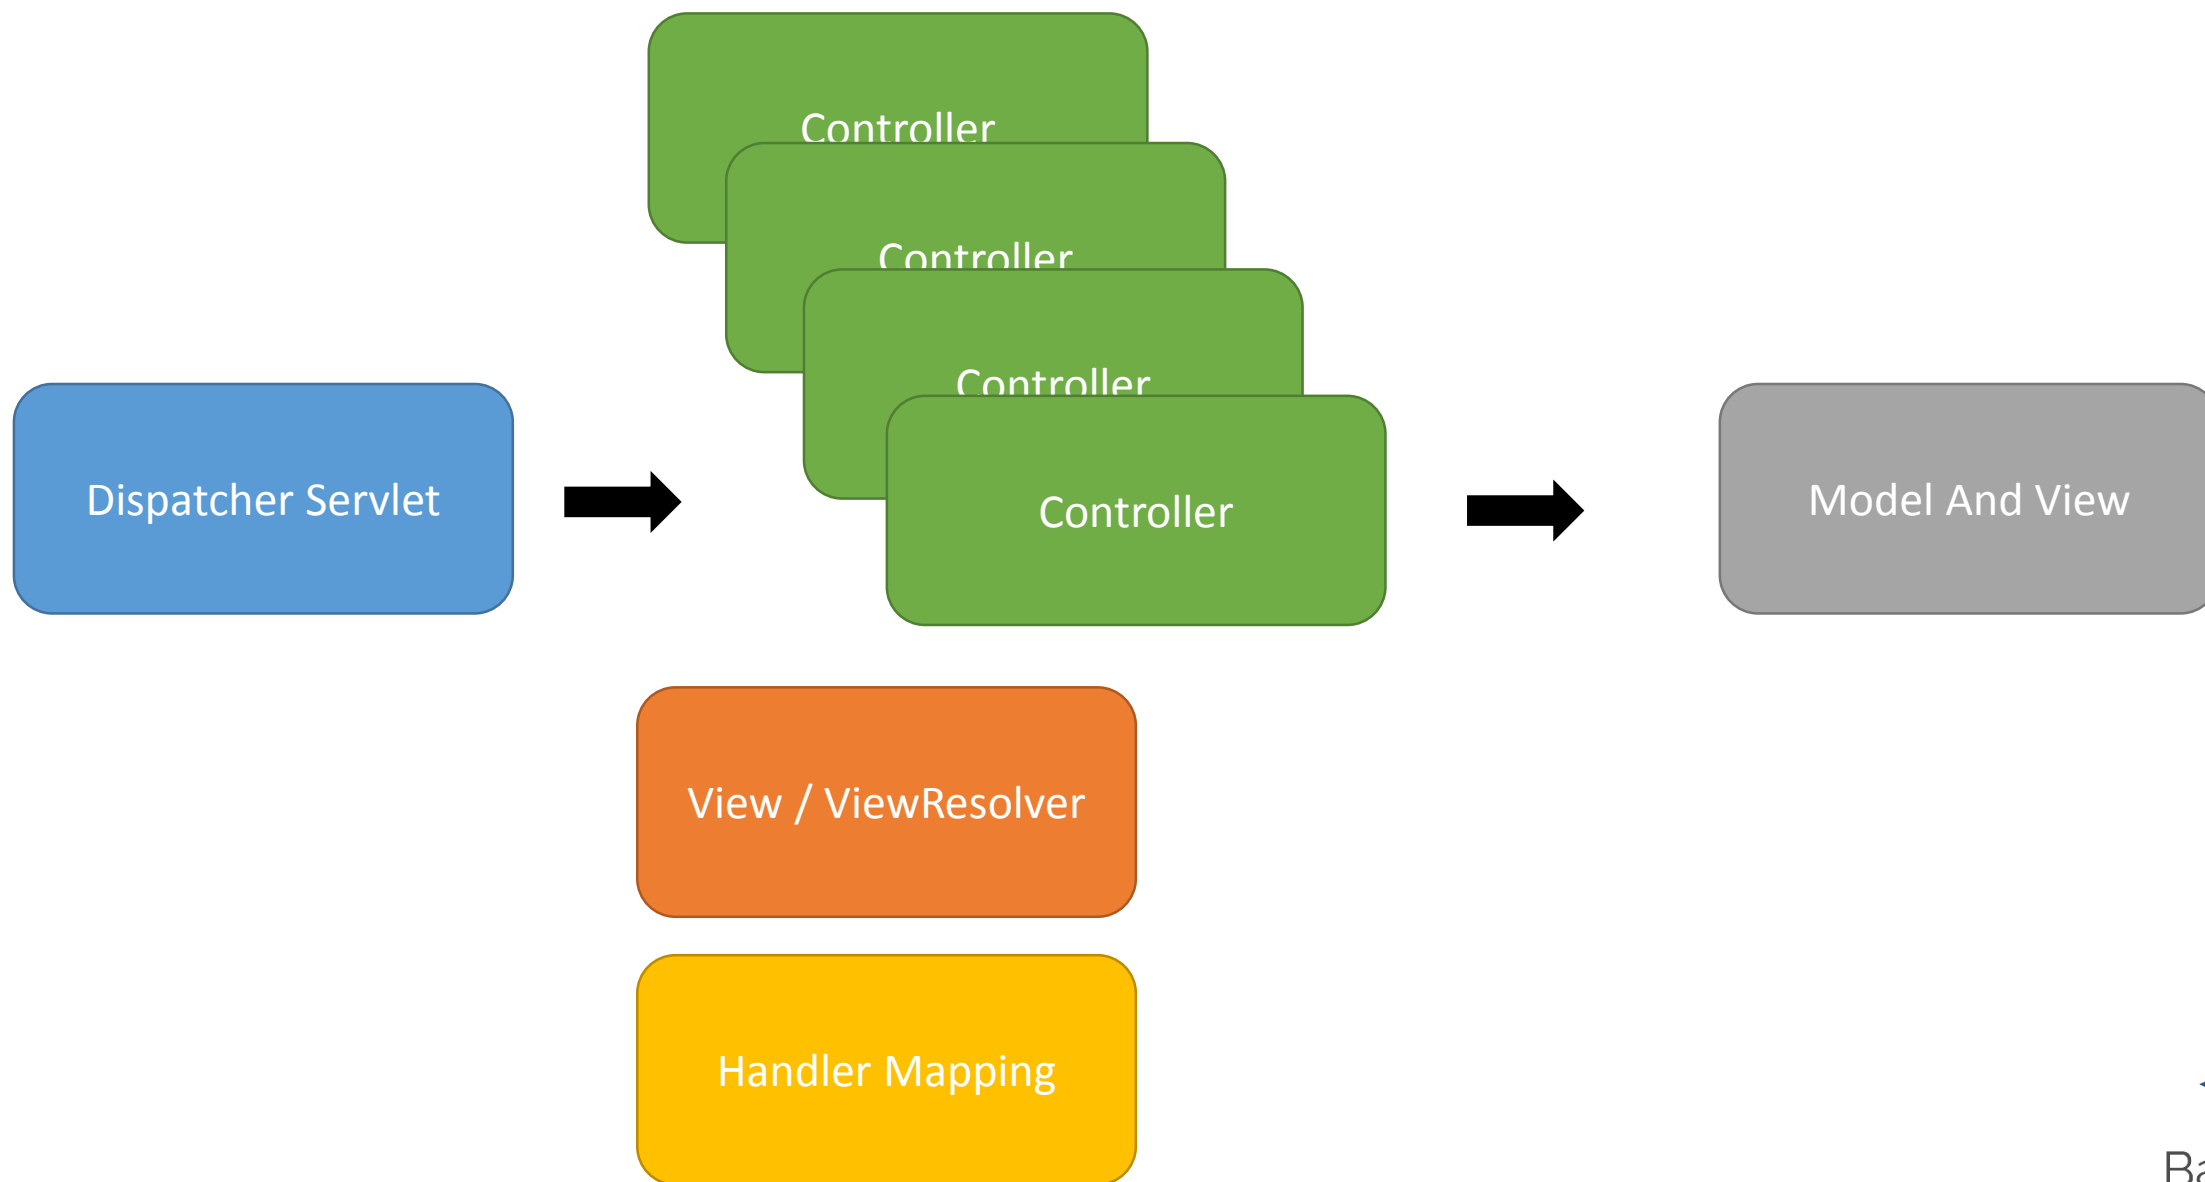 Controller
Controller
Controller
Controller
Dispatcher Servlet
Model And View
View / ViewResolver
Handler Mapping